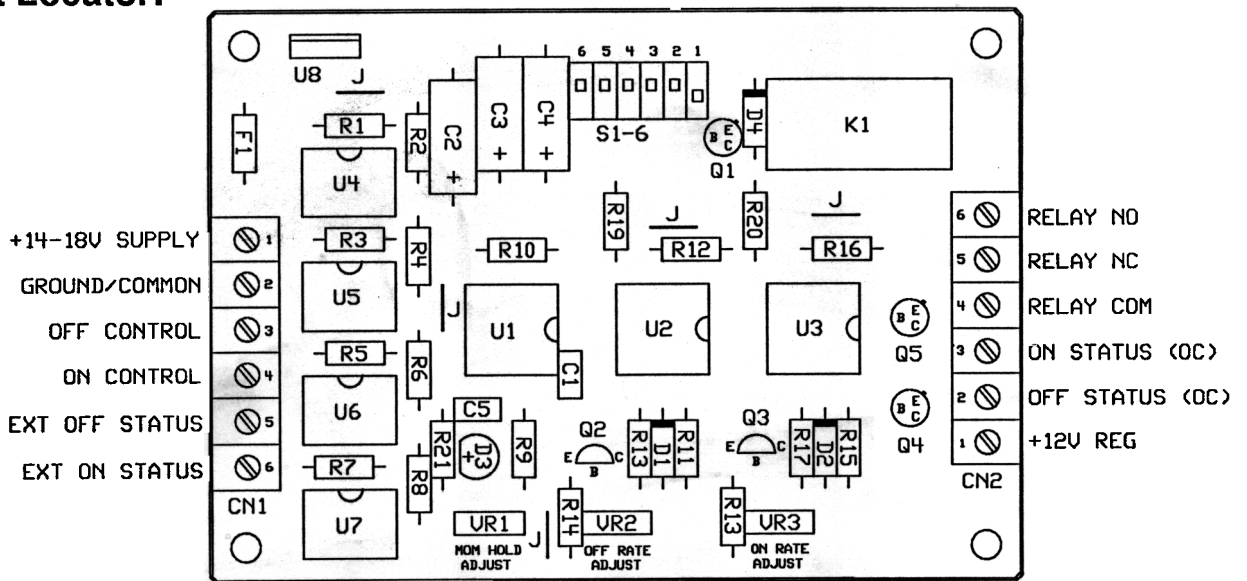 Locator:
U8
J
6 5 4 3 2 1
S1-6
F1
R1
R2
C2 +
C3 +
C4 +
D4
K1
B E C
Q1
U4
R19
J
R20
J
+14-18V SUPPLY 1
GROUND/COMMON 2
OFF CONTROL 3
ON CONTROL 4
EXT OFF STATUS 5
EXT ON STATUS 6
CN1
R3
R4
R10
R12
R16
U5
J
U1
U2
U3
C1
R5
R6
U6
6 RELAY NO
5 RELAY NC
4 RELAY COM
3 ON STATUS (OC)
2 OFF STATUS (OC)
1 +12V REG
CN2
B E C
Q5
B E C
Q4
C5
R21
+ D3
R9
Q2
E B C
R13
D1
R11
Q3
E B C
R17
D2
R15
R7
R8
U7
VR1
MOM HOLD
ADJUST
J
R14
VR2
OFF RATE
ADJUST
R13
VR3
ON RATE
ADJUST